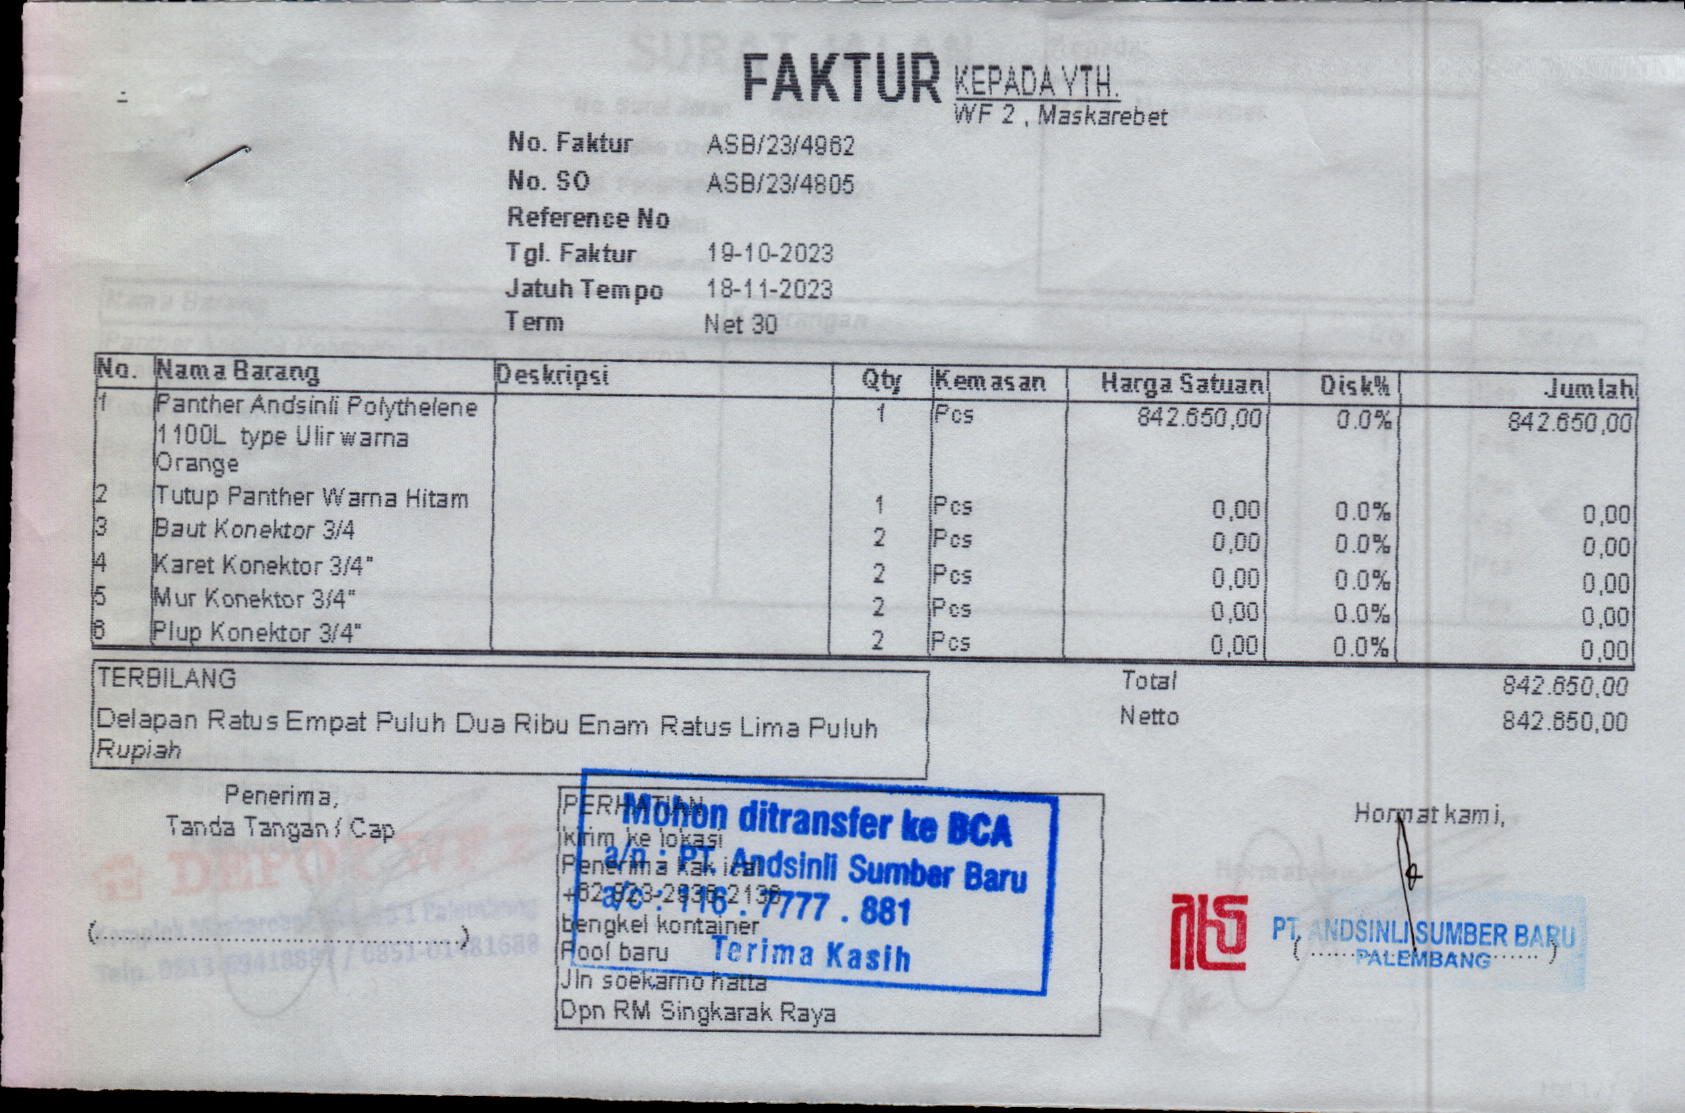 FAKTUR
KEPADA YTH.
WF 2 , Maskarebet
No. Faktur ASB/23/4962
No. SO ASB/23/4805
Reference No
Tgl. Faktur 19-10-2023
Jatuh Tempo 18-11-2023
Term Net 30
No. Nama Barang Deskripsi Qty Kemasan Harga Satuan Disk% Jumlah
1 Panther Andsinli Polythelene 1 Pcs 842.650,00 0.0% 842.650,00
1100L type Ulir warna
Orange
2 Tutup Panther Warna Hitam 1 Pcs 0,00 0.0% 0,00
3 Baut Konektor 3/4 2 Pcs 0,00 0.0% 0,00
4 Karet Konektor 3/4" 2 Pcs 0,00 0.0% 0,00
5 Mur Konektor 3/4" 2 Pcs 0,00 0.0% 0,00
6 Plup Konektor 3/4" 2 Pcs 0,00 0.0% 0,00
TERBILANG
Delapan Ratus Empat Puluh Dua Ribu Enam Ratus Lima Puluh
Rupiah
Total 842.650,00
Netto 842.650,00
Penerima,
Tanda Tangan / Cap
DEPOT WF 2
(........................................)
PERHATIAN
kirim ke lokasi
Penerima kak ical
bengkel kontainer
Pool baru
Jln soekarno hatta
Dpn RM Singkarak Raya
Mohon ditransfer ke BCA
a/n : PT. Andsinli Sumber Baru
a/c : 116 . 7777 . 881
Terima Kasih
Hormat kami,
PT. ANDSINLI SUMBER BARU
PALEMBANG